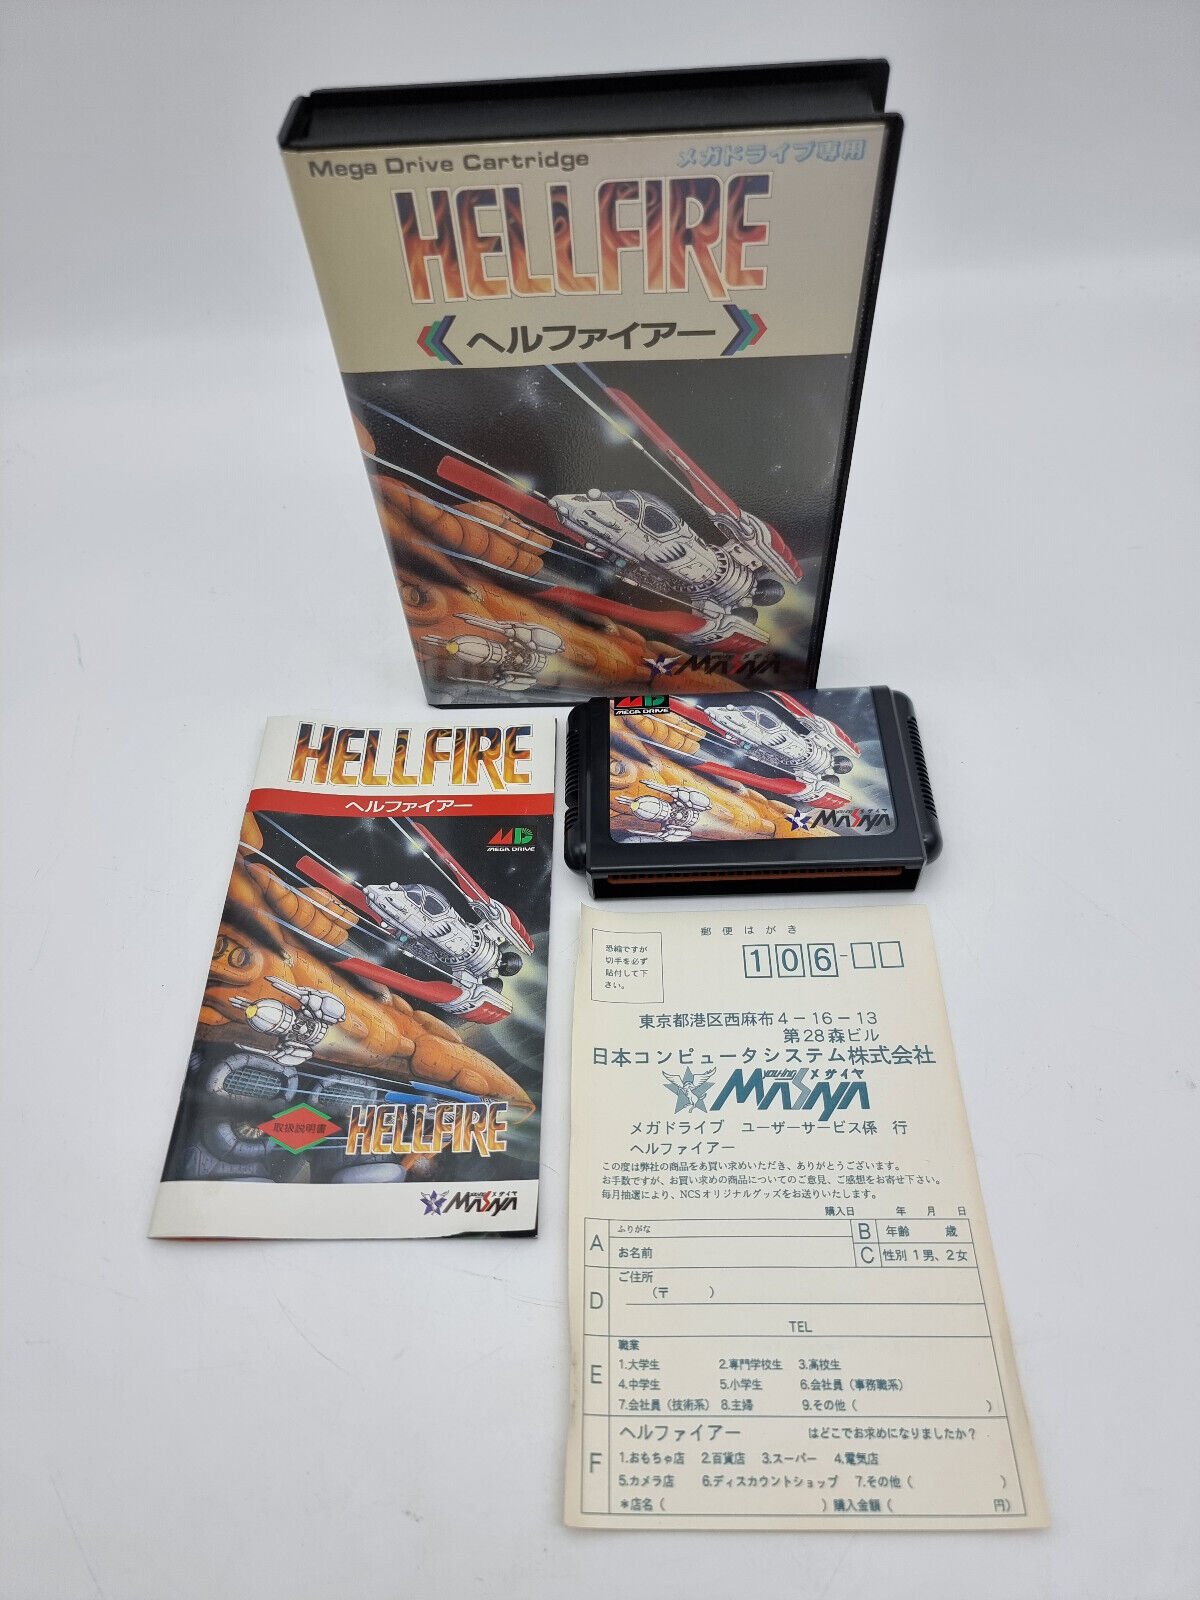 Mega Drive Cartridge
メガドライブ専用
HELLFIRE
ヘルファイアー
メサイヤ
MASAYA
HELLFIRE
ヘルファイアー
MEGA DRIVE
取扱説明書
HELLFIRE
メサイヤ
MASAYA
MEGA DRIVE
メサイヤ
MASAYA
郵便はがき
恐縮ですが
切手を必ず
貼付して下
さい。
106-
東京都港区西麻布4-16-13
第28森ビル
日本コンピュータシステム株式会社
メサイヤ
MASAYA
メガドライブ ユーザーサービス係 行
ヘルファイアー
この度は弊社の商品をお買い求めいただき、ありがとうございます。
お手数ですが、お買い求めの商品についてのご意見、ご感想をお寄せ下さい。
毎月抽選により、NCSオリジナルグッズをお送りいたします。
購入日 年 月 日
A ふりがな
お名前
B 年齢 歳
C 性別 1男、2女
D ご住所
(〒 )
TEL
E 職業
1.大学生 2.専門学校生 3.高校生
4.中学生 5.小学生 6.会社員(事務職系)
7.会社員(技術系) 8.主婦 9.その他( )
F ヘルファイアー はどこでお求めになりましたか?
1.おもちゃ店 2.百貨店 3.スーパー 4.電気店
5.カメラ店 6.ディスカウントショップ 7.その他( )
*店名( ) 購入金額( 円)